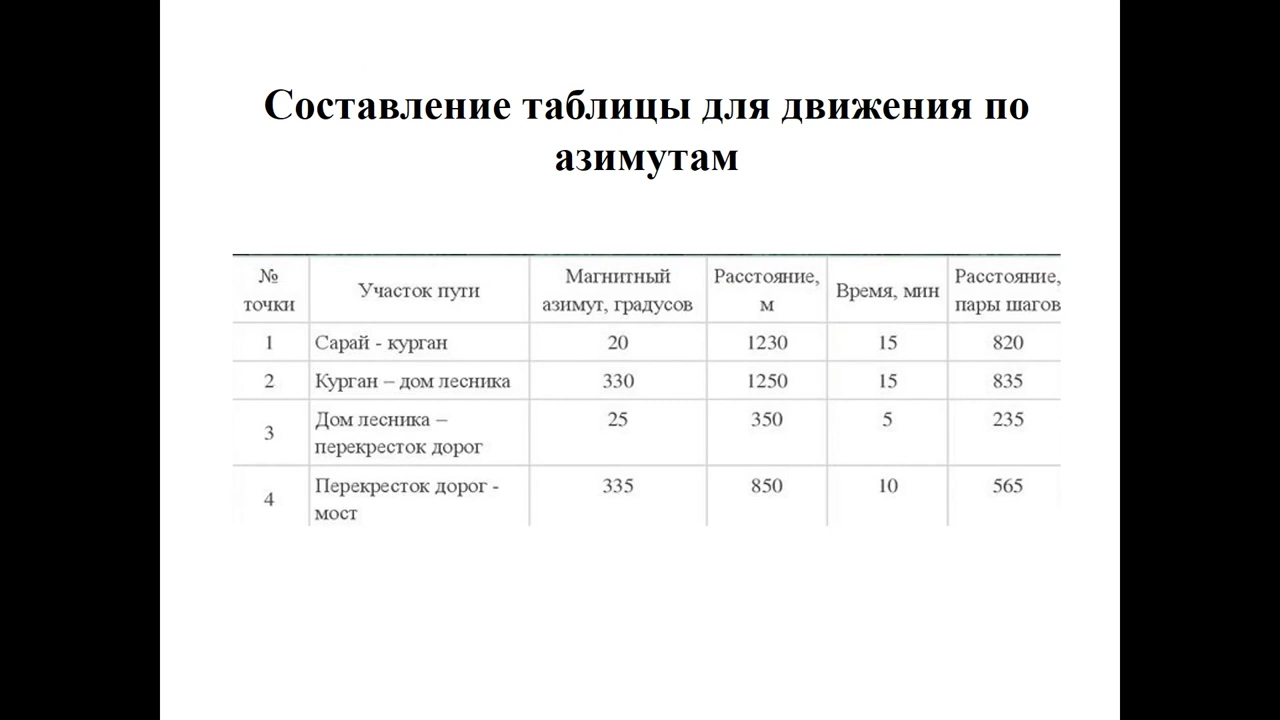 Составление таблицы для движения по
азимутам
№ точки Участок пути Магнитный азимут, градусов Расстояние, м Время, мин Расстояние, пары шагов
1 Сарай - курган 20 1230 15 820
2 Курган – дом лесника 330 1250 15 835
3 Дом лесника – перекресток дорог 25 350 5 235
4 Перекресток дорог - мост 335 850 10 565